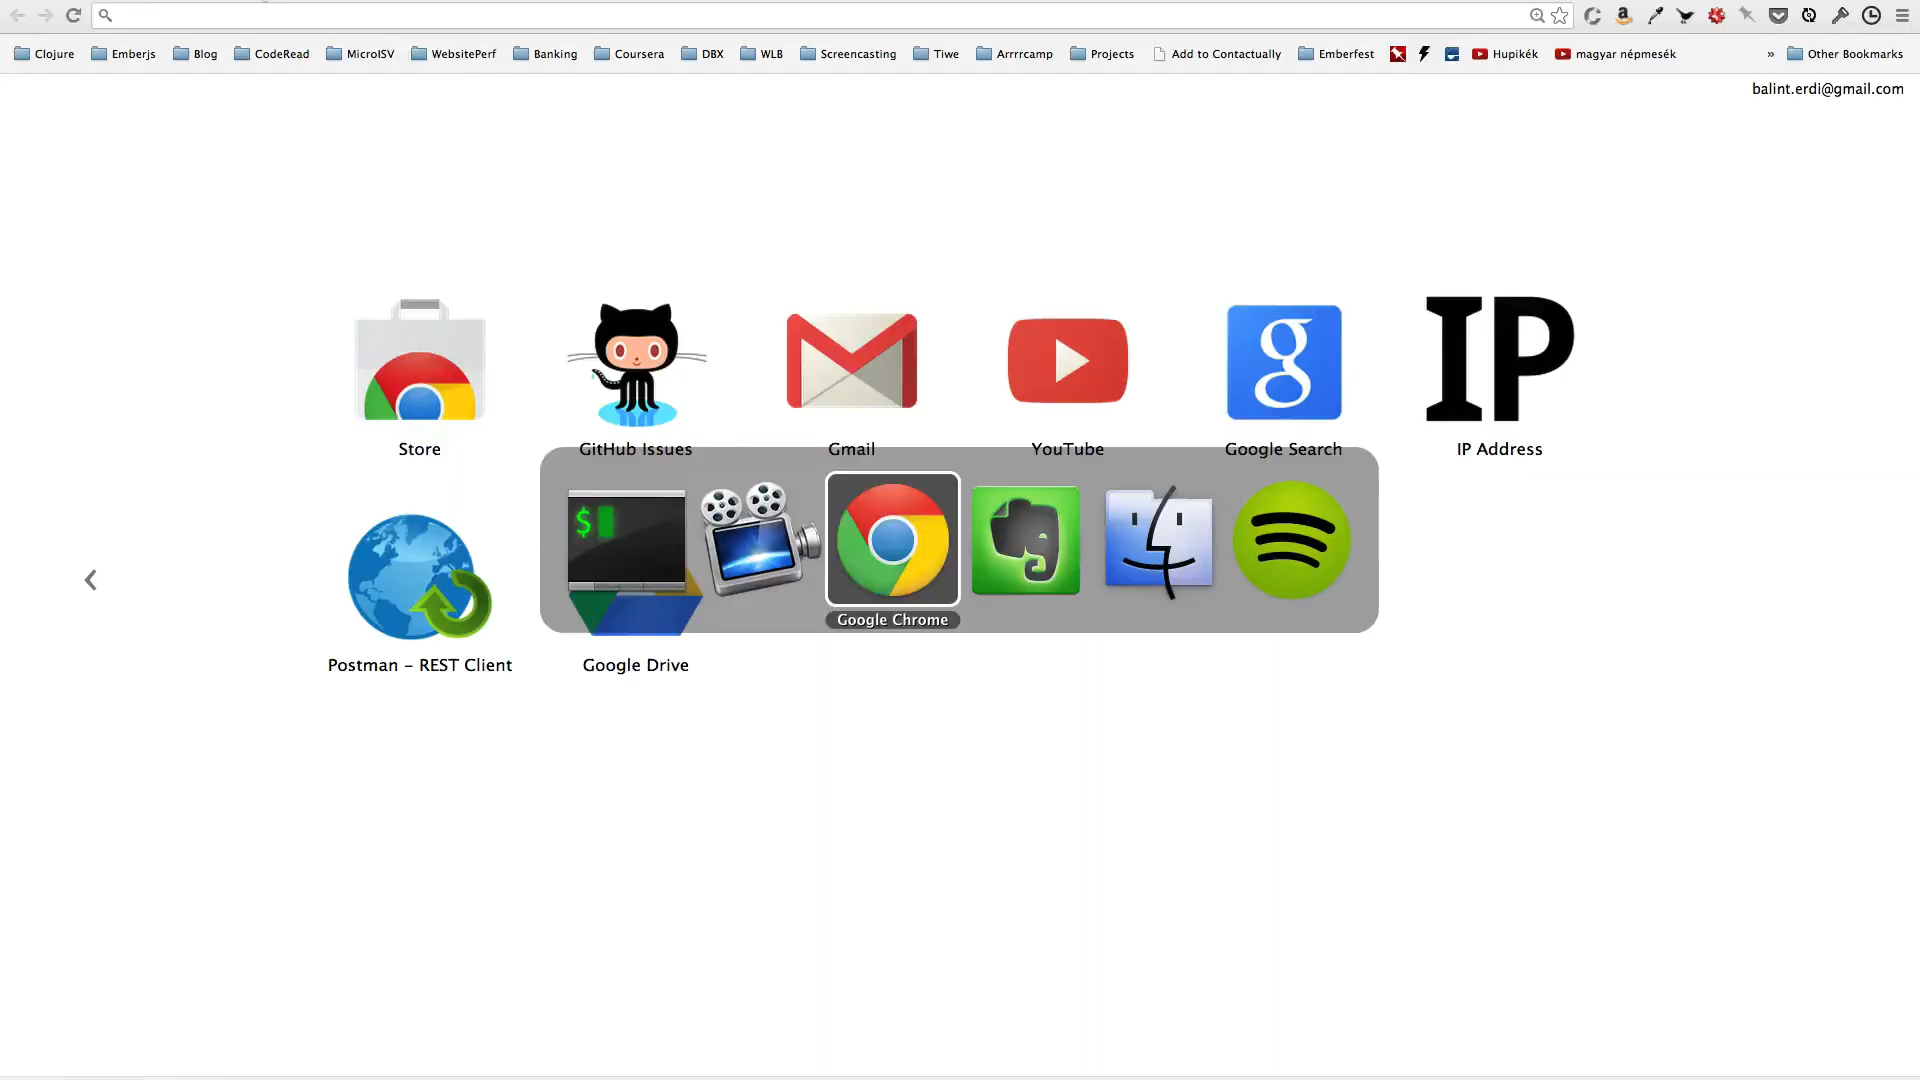 Clojure Emberjs Blog CodeRead MicroISV WebsitePerf Banking Coursera DBX WLB Screencasting Tiwe Arrrrcamp Projects Add to Contactually Emberfest Hupikék magyar népmesék » Other Bookmarks
balint.erdi@gmail.com
IP
Store GitHub Issues Gmail YouTube Google Search IP Address
$
Google Chrome
Postman - REST Client Google Drive